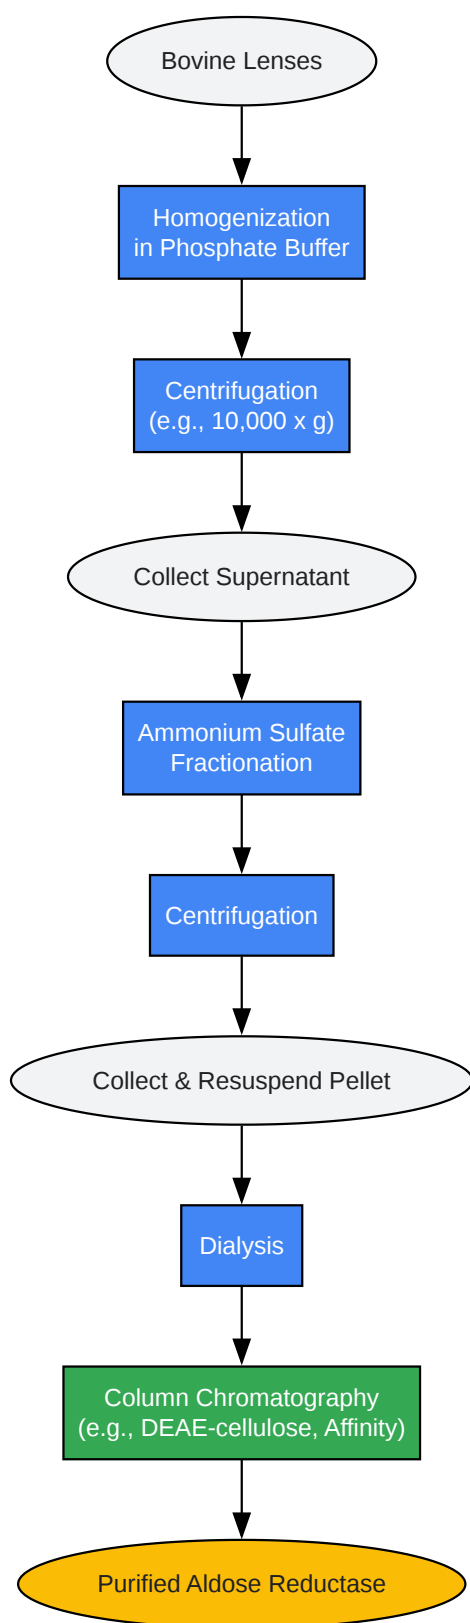 Bovine Lenses
Homogenization
in Phosphate Buffer
Centrifugation
(e.g., 10,000 x g)
Collect Supernatant
Ammonium Sulfate
Fractionation
Centrifugation
Collect & Resuspend Pellet
Dialysis
Column Chromatography
(e.g., DEAE-cellulose, Affinity)
Purified Aldose Reductase